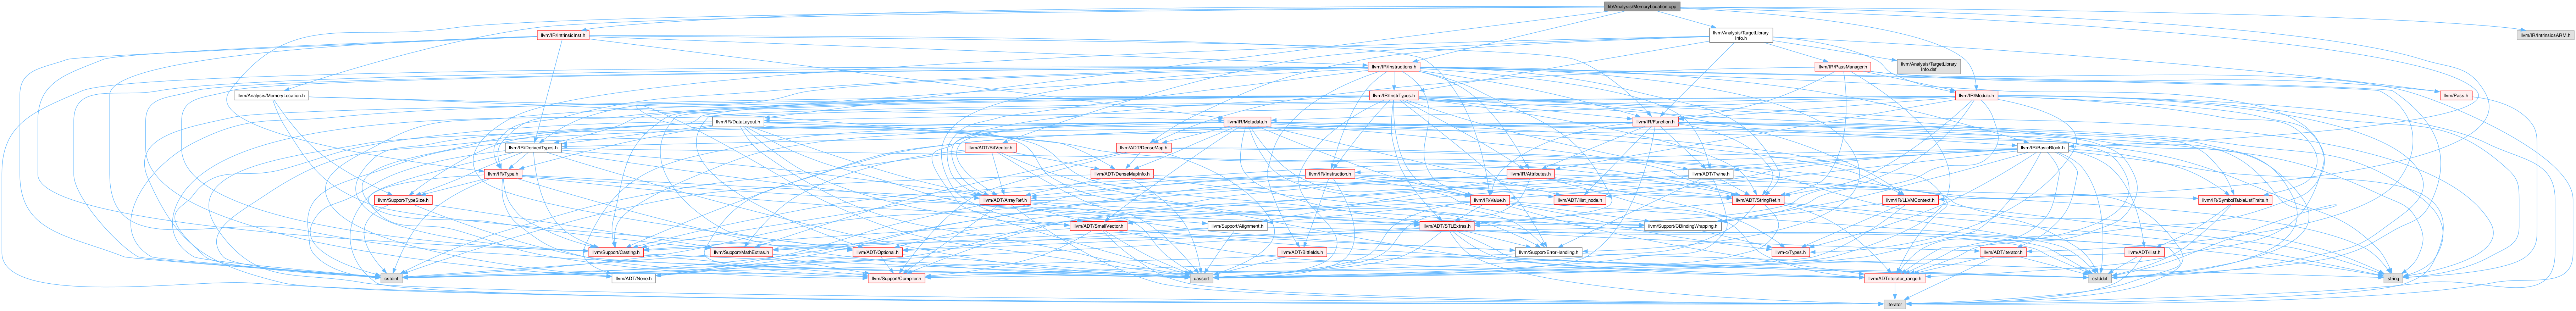 lib/Analysis/MemoryLocation.cpp
llvm/IR/IntrinsicInst.h
llvm/Analysis/TargetLibrary
Info.h
llvm/IR/IntrinsicsARM.h
llvm/IR/Instructions.h
llvm/IR/PassManager.h
llvm/Analysis/TargetLibrary
Info.def
llvm/Analysis/MemoryLocation.h
llvm/IR/InstrTypes.h
llvm/IR/Module.h
llvm/Pass.h
llvm/IR/DataLayout.h
llvm/IR/Metadata.h
llvm/IR/Function.h
llvm/IR/DerivedTypes.h
llvm/ADT/BitVector.h
llvm/ADT/DenseMap.h
llvm/IR/BasicBlock.h
llvm/IR/Type.h
llvm/ADT/DenseMapInfo.h
llvm/IR/Instruction.h
llvm/IR/Attributes.h
llvm/ADT/Twine.h
llvm/Support/TypeSize.h
llvm/ADT/ArrayRef.h
llvm/IR/Value.h
llvm/ADT/ilist_node.h
llvm/ADT/StringRef.h
llvm/IR/LLVMContext.h
llvm/IR/SymbolTableListTraits.h
llvm/ADT/SmallVector.h
llvm/Support/Alignment.h
llvm/ADT/STLExtras.h
llvm/Support/CBindingWrapping.h
llvm/Support/Casting.h
llvm/Support/MathExtras.h
llvm/ADT/Optional.h
llvm/ADT/Bitfields.h
llvm/Support/ErrorHandling.h
llvm-c/Types.h
llvm/ADT/iterator.h
llvm/ADT/ilist.h
cstdint
llvm/ADT/None.h
llvm/Support/Compiler.h
cassert
llvm/ADT/iterator_range.h
cstddef
string
iterator